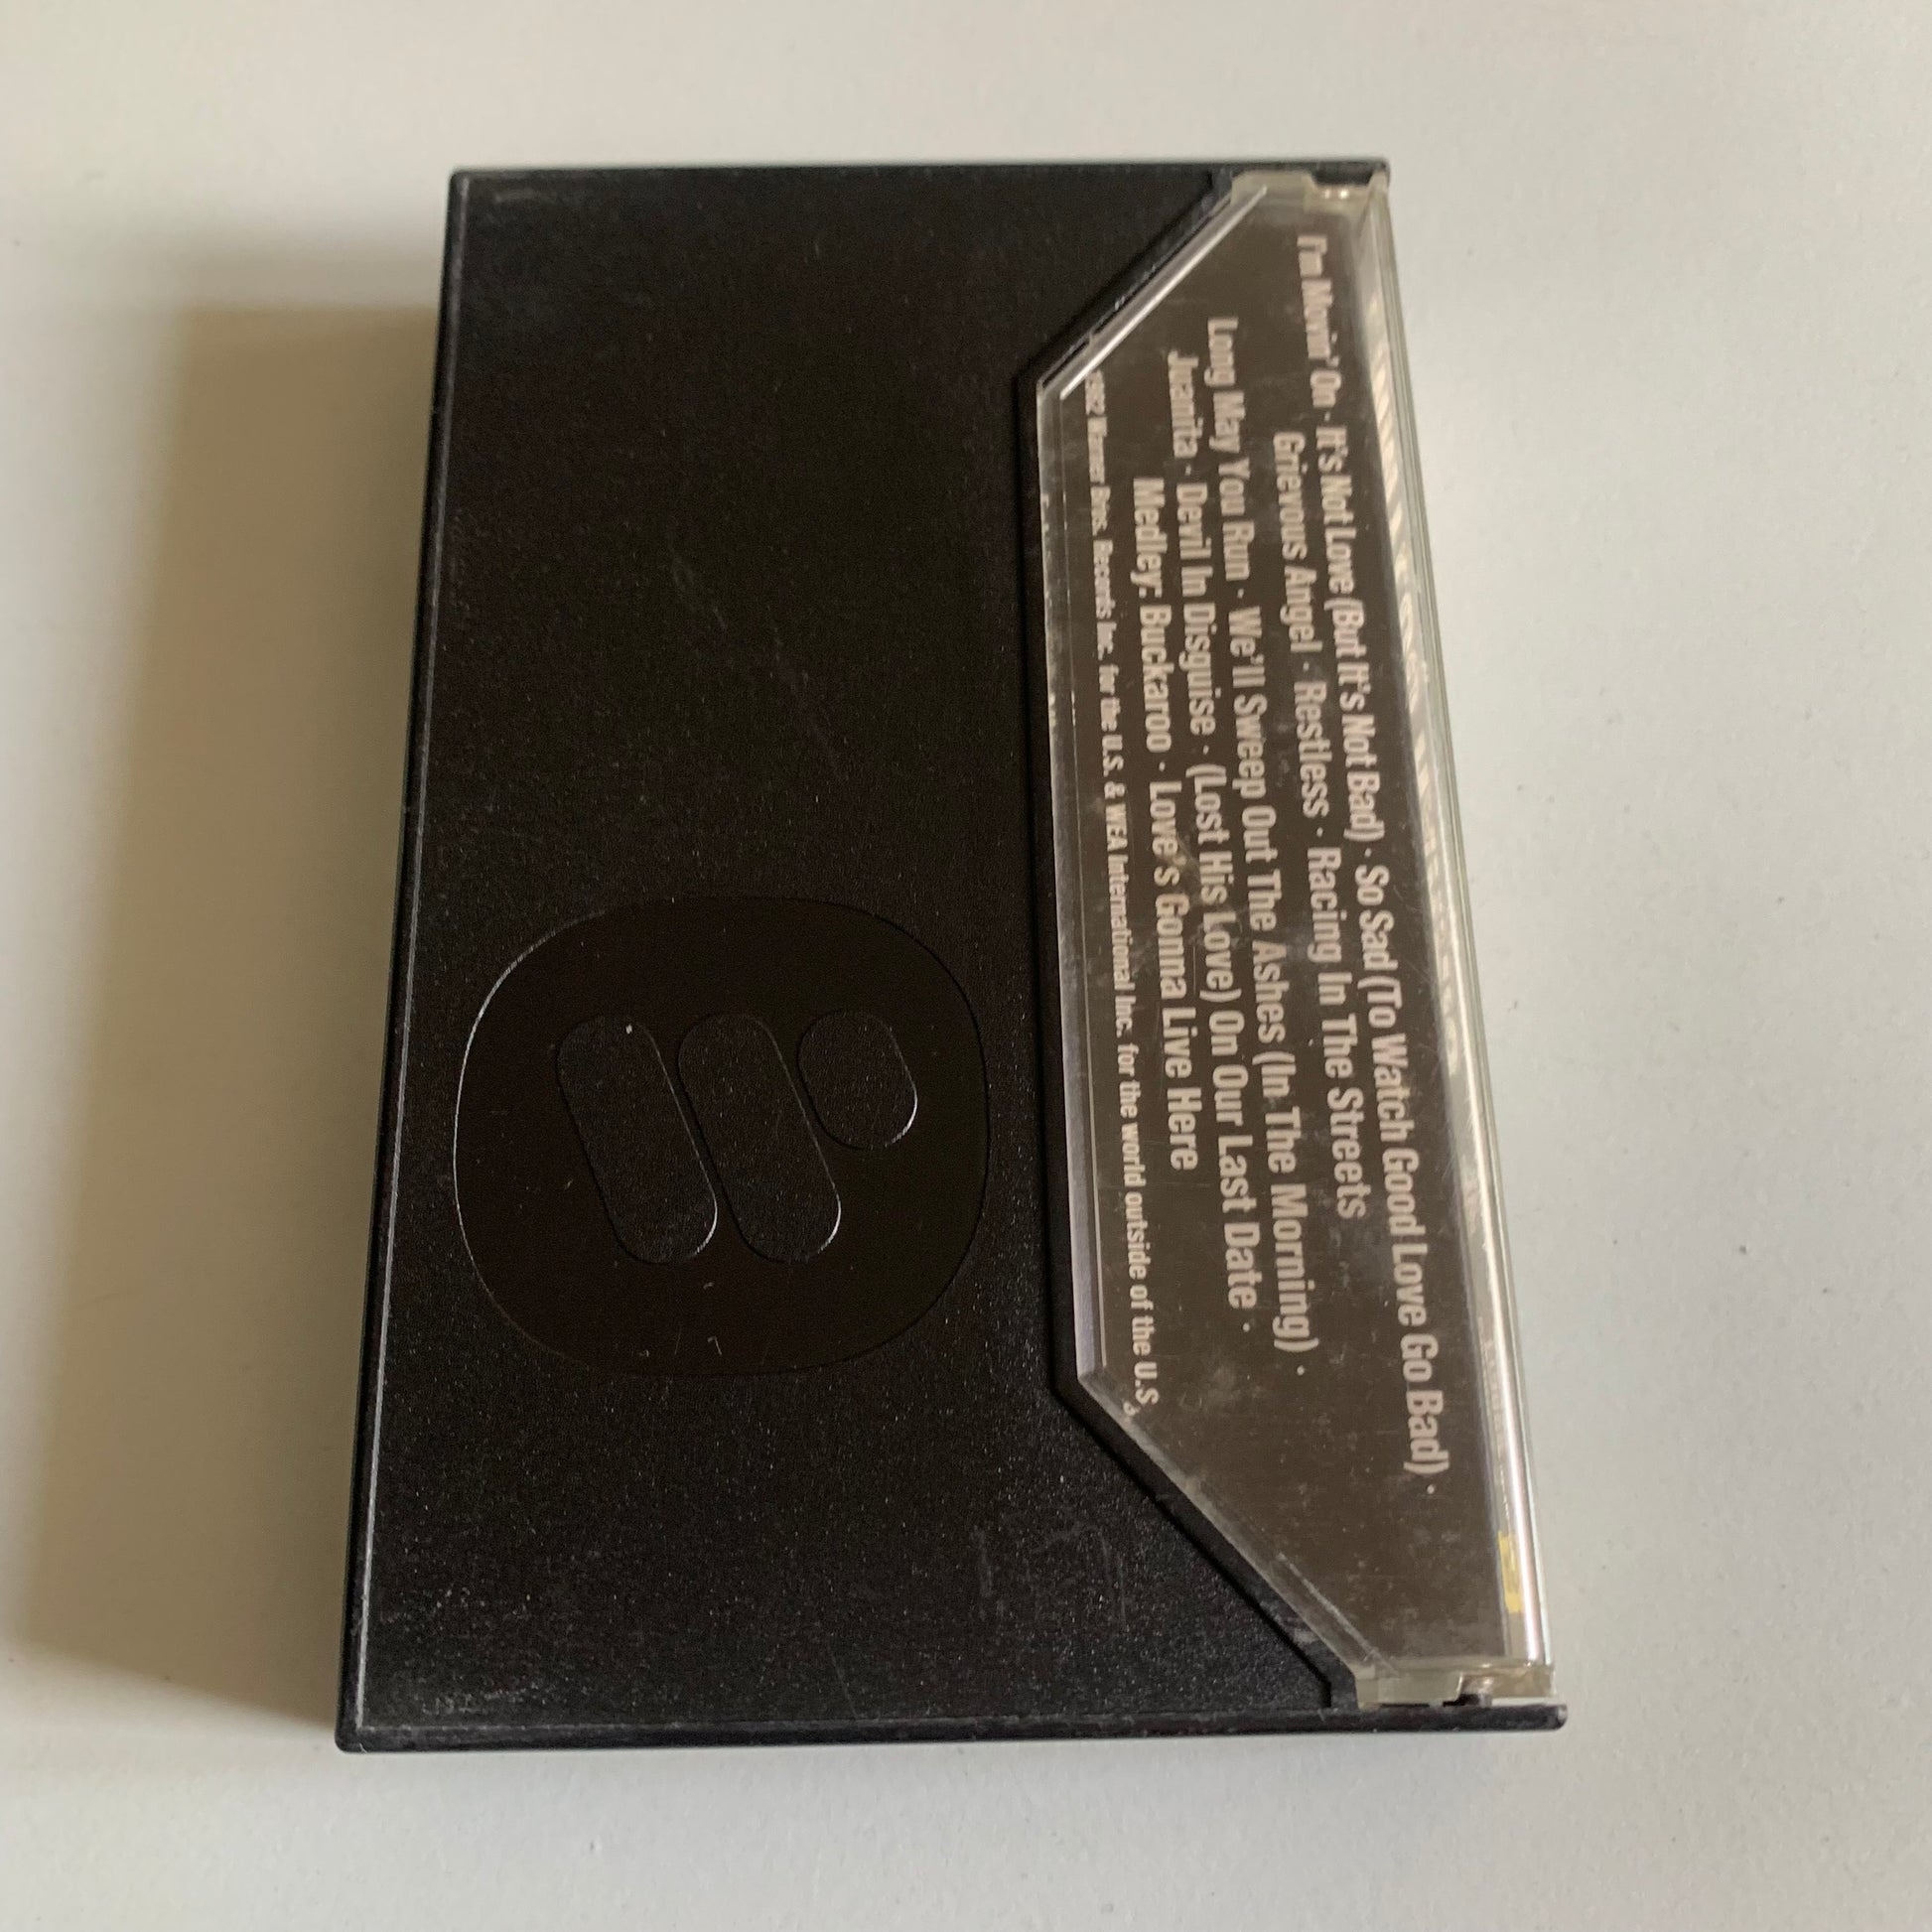 I'm Movin' On · It's Not Love (But It's Not Bad) · So Sad (To Watch Good Love Go Bad) ·
Grievous Angel · Restless · Racing In The Streets
Long May You Run · We'll Sweep Out The Ashes (In The Morning) ·
Juanita · Devil In Disguise · (Lost His Love) On Our Last Date ·
Medley: Buckaroo · Love's Gonna Live Here
1982 Warner Bros. Records Inc. for the U.S. & WEA International Inc. for the world outside of the U.S.